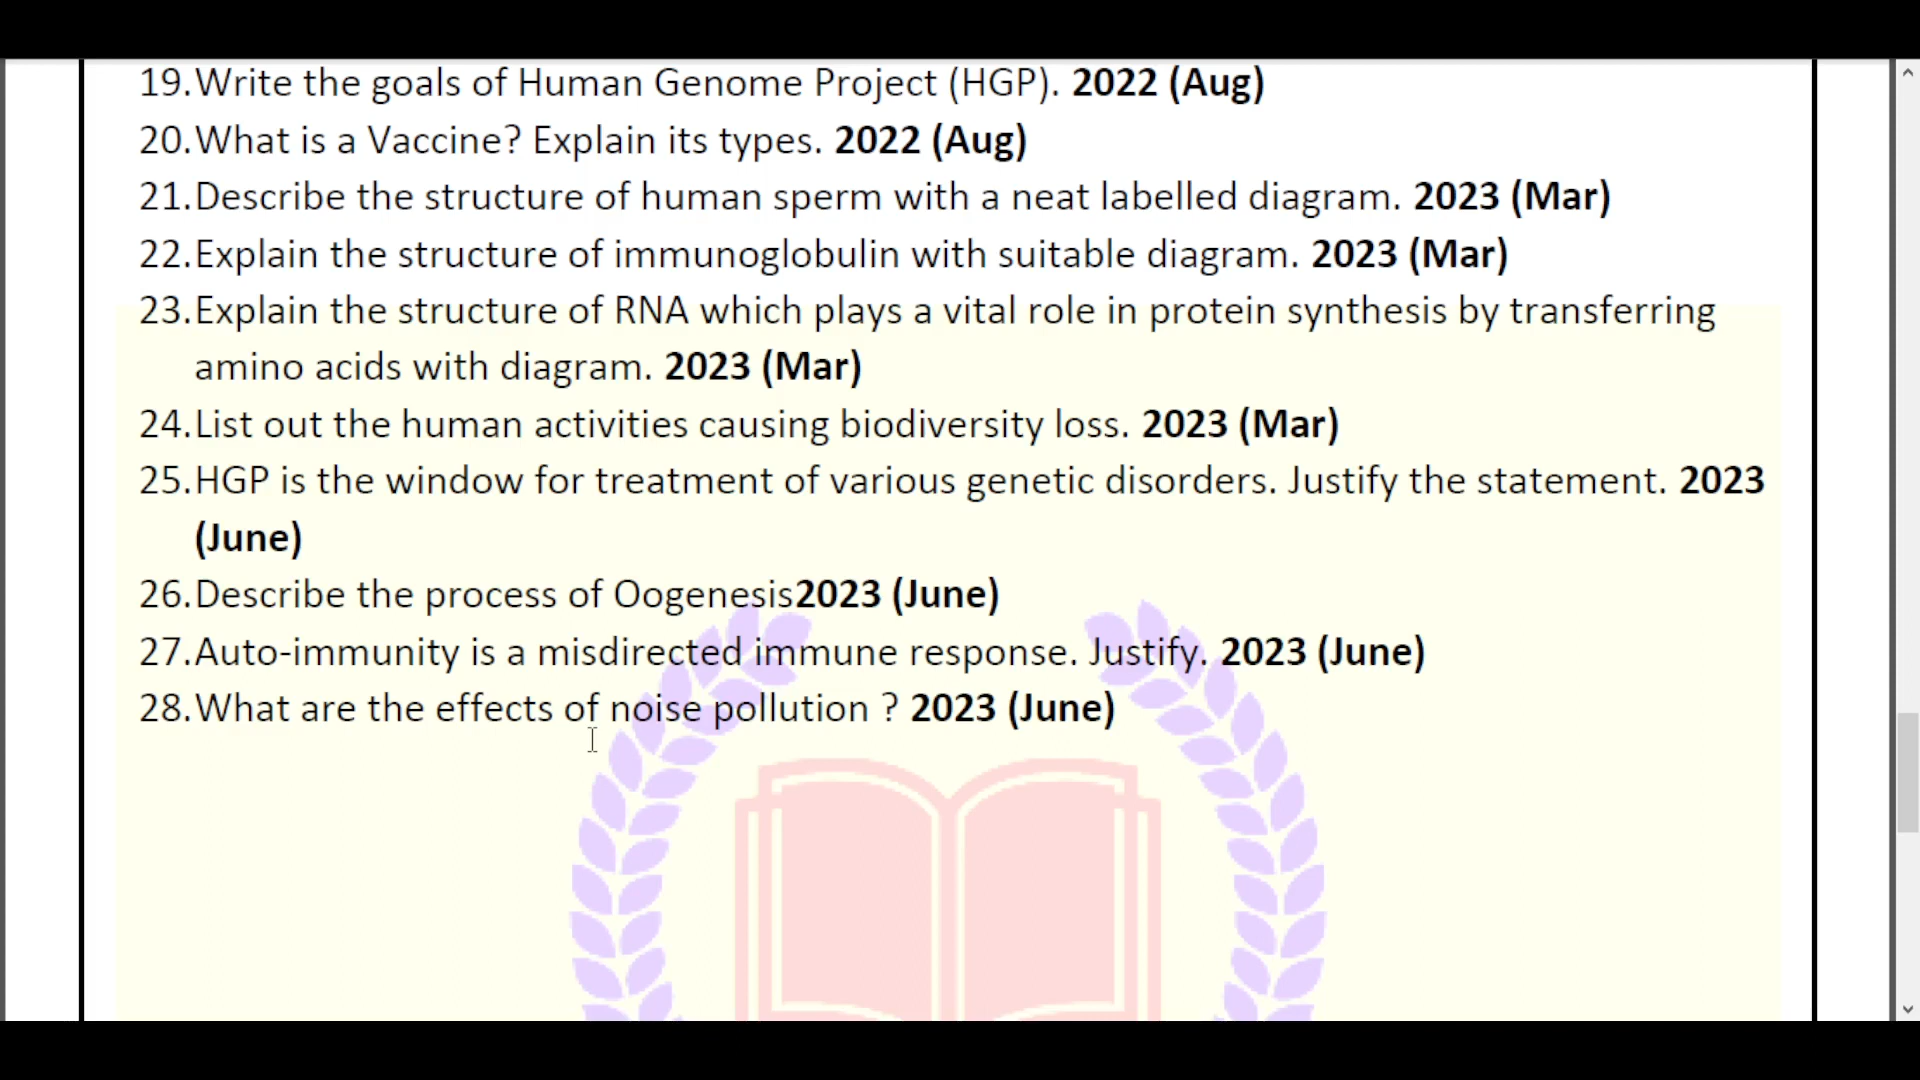 19.Write the goals of Human Genome Project (HGP). 2022 (Aug)
20.What is a Vaccine? Explain its types. 2022 (Aug)
21.Describe the structure of human sperm with a neat labelled diagram. 2023 (Mar)
22.Explain the structure of immunoglobulin with suitable diagram. 2023 (Mar)
23.Explain the structure of RNA which plays a vital role in protein synthesis by transferring
amino acids with diagram. 2023 (Mar)
24.List out the human activities causing biodiversity loss. 2023 (Mar)
25.HGP is the window for treatment of various genetic disorders. Justify the statement. 2023
(June)
26.Describe the process of Oogenesis2023 (June)
27.Auto-immunity is a misdirected immune response. Justify. 2023 (June)
28.What are the effects of noise pollution ? 2023 (June)